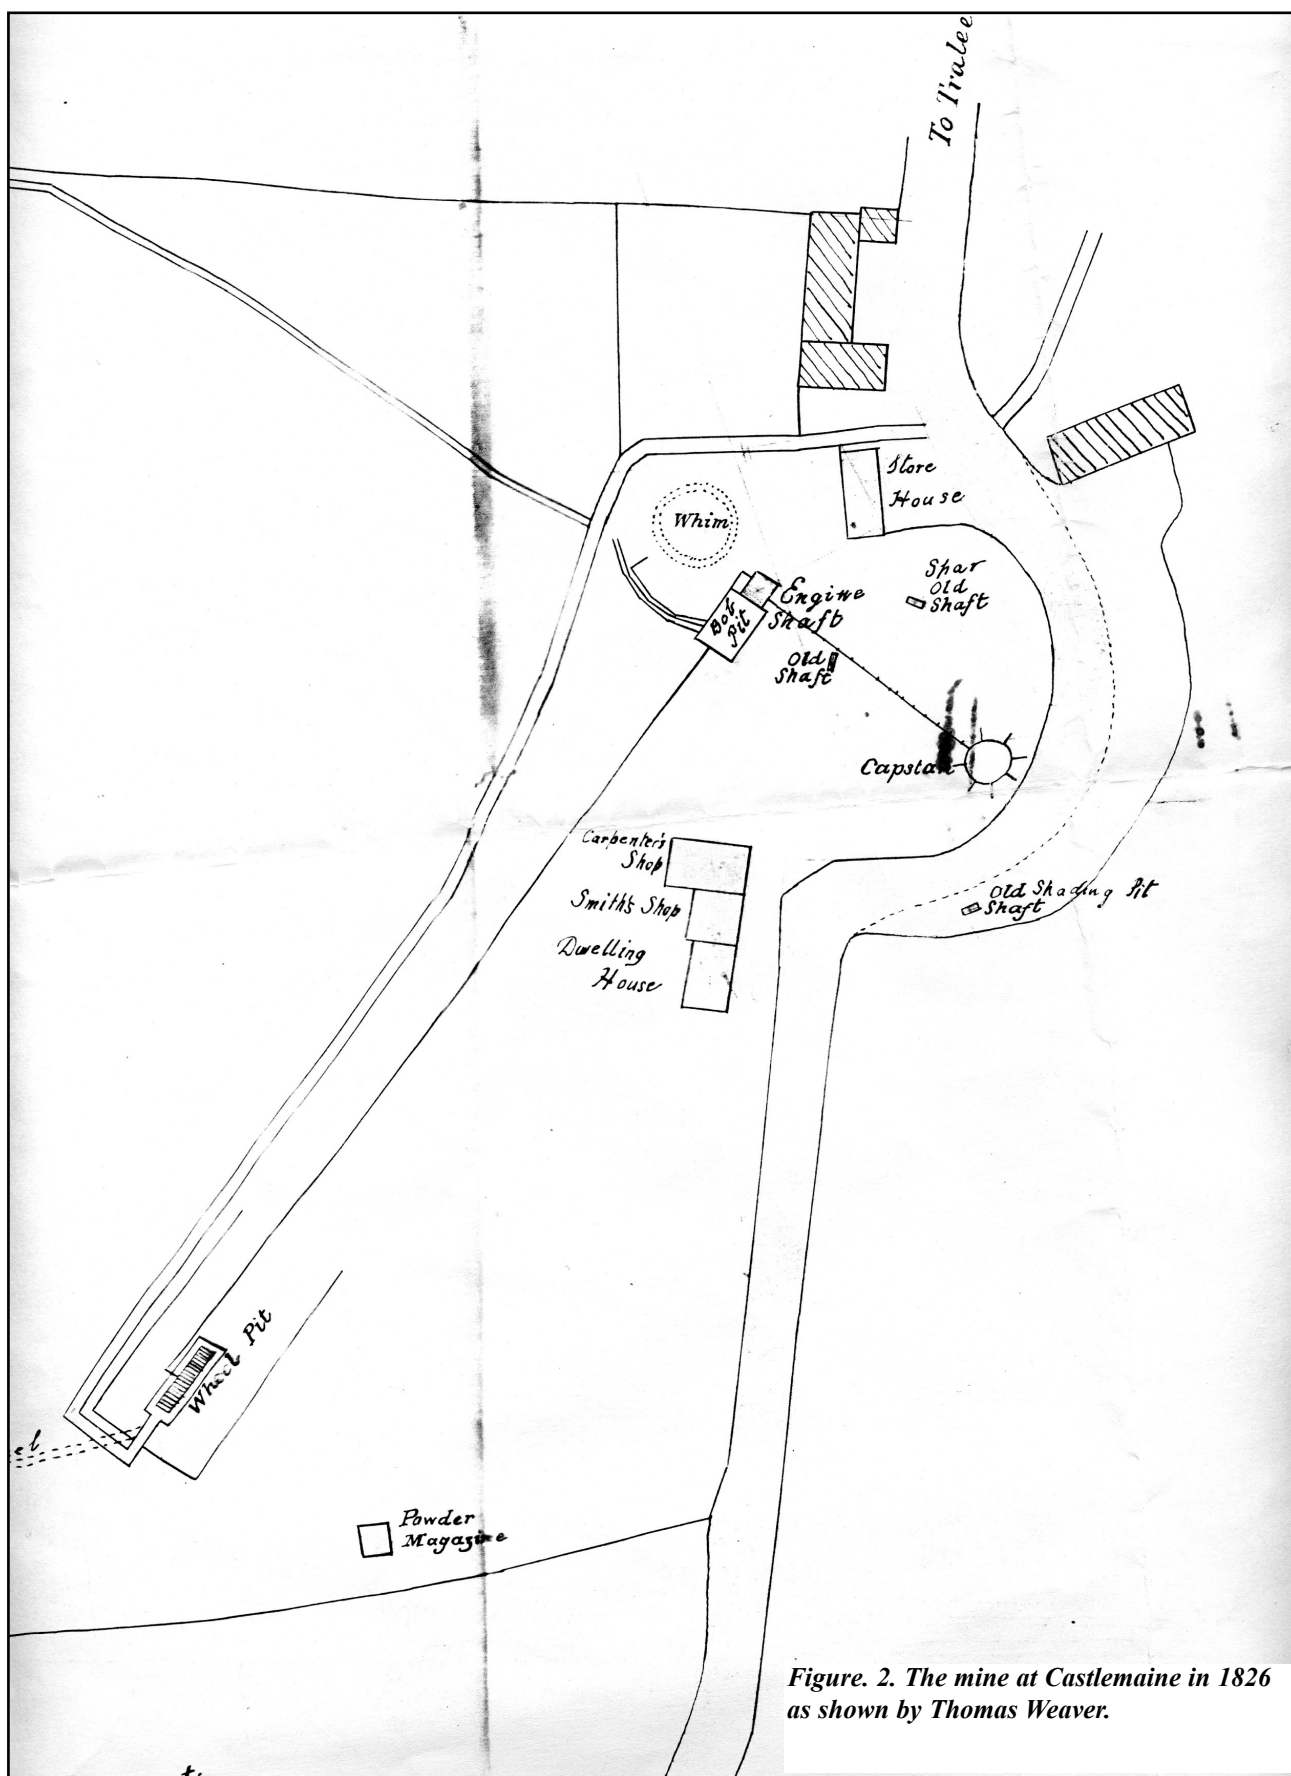 To Tralee
Store
House
Whim
Spar
Old
Shaft
Engine
Shaft
Bob
Pit
Old
Shaft
Capstan
Carpenter's
Shop
Smith's Shop
Old Shading Pit
Shaft
Dwelling
House
Wheel Pit
el
Powder
Magazine
Figure. 2. The mine at Castlemaine in 1826
as shown by Thomas Weaver.